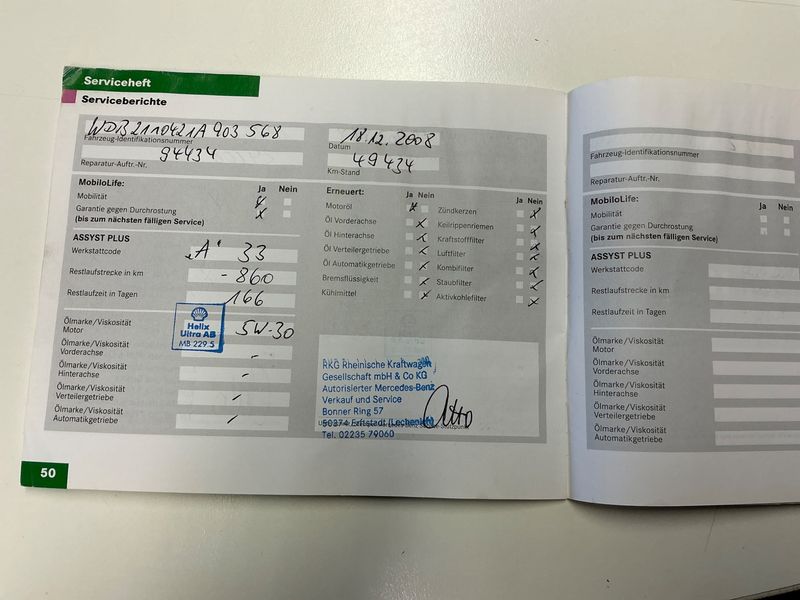 Serviceheft
Serviceberichte
WDB2110421A903568
Fahrzeug-Identifikationsnummer
94434
Reparatur-Auftr.-Nr.
18.12.2008
Datum
49434
Km-Stand
MobiloLife: Ja Nein
Mobilität
Garantie gegen Durchrostung
(bis zum nächsten fälligen Service)
ASSYST PLUS
Werkstattcode "A" 33
Restlaufstrecke in km - 860
Restlaufzeit in Tagen 166
Shell
Helix
Ultra AB
MB 229.5
Ölmarke/Viskosität
Motor
5W-30
Ölmarke/Viskosität
Vorderachse
Ölmarke/Viskosität
Hinterachse
Ölmarke/Viskosität
Verteilergetriebe
Ölmarke/Viskosität
Automatikgetriebe
Erneuert: Ja Nein Ja Nein
Motoröl Zündkerzen
Öl Vorderachse Keilrippenriemen
Öl Hinterachse Kraftstofffilter
Öl Verteilergetriebe Luftfilter
Öl Automatikgetriebe Kombifilter
Bremsflüssigkeit Staubfilter
Kühlmittel Aktivkohlefilter
RKG Rheinische Kraftwagen
Gesellschaft mbH & Co KG
Autorisierter Mercedes-Benz
Verkauf und Service
Bonner Ring 57
50374 Erftstadt (Lechenich)
Tel. 02235 79060
50
Fahrzeug-Identifikationsnummer
Reparatur-Auftr.-Nr.
MobiloLife: Ja Nein
Mobilität
Garantie gegen Durchrostung
(bis zum nächsten fälligen Service)
ASSYST PLUS
Werkstattcode
Restlaufstrecke in km
Restlaufzeit in Tagen
Ölmarke/Viskosität
Motor
Ölmarke/Viskosität
Vorderachse
Ölmarke/Viskosität
Hinterachse
Ölmarke/Viskosität
Verteilergetriebe
Ölmarke/Viskosität
Automatikgetriebe